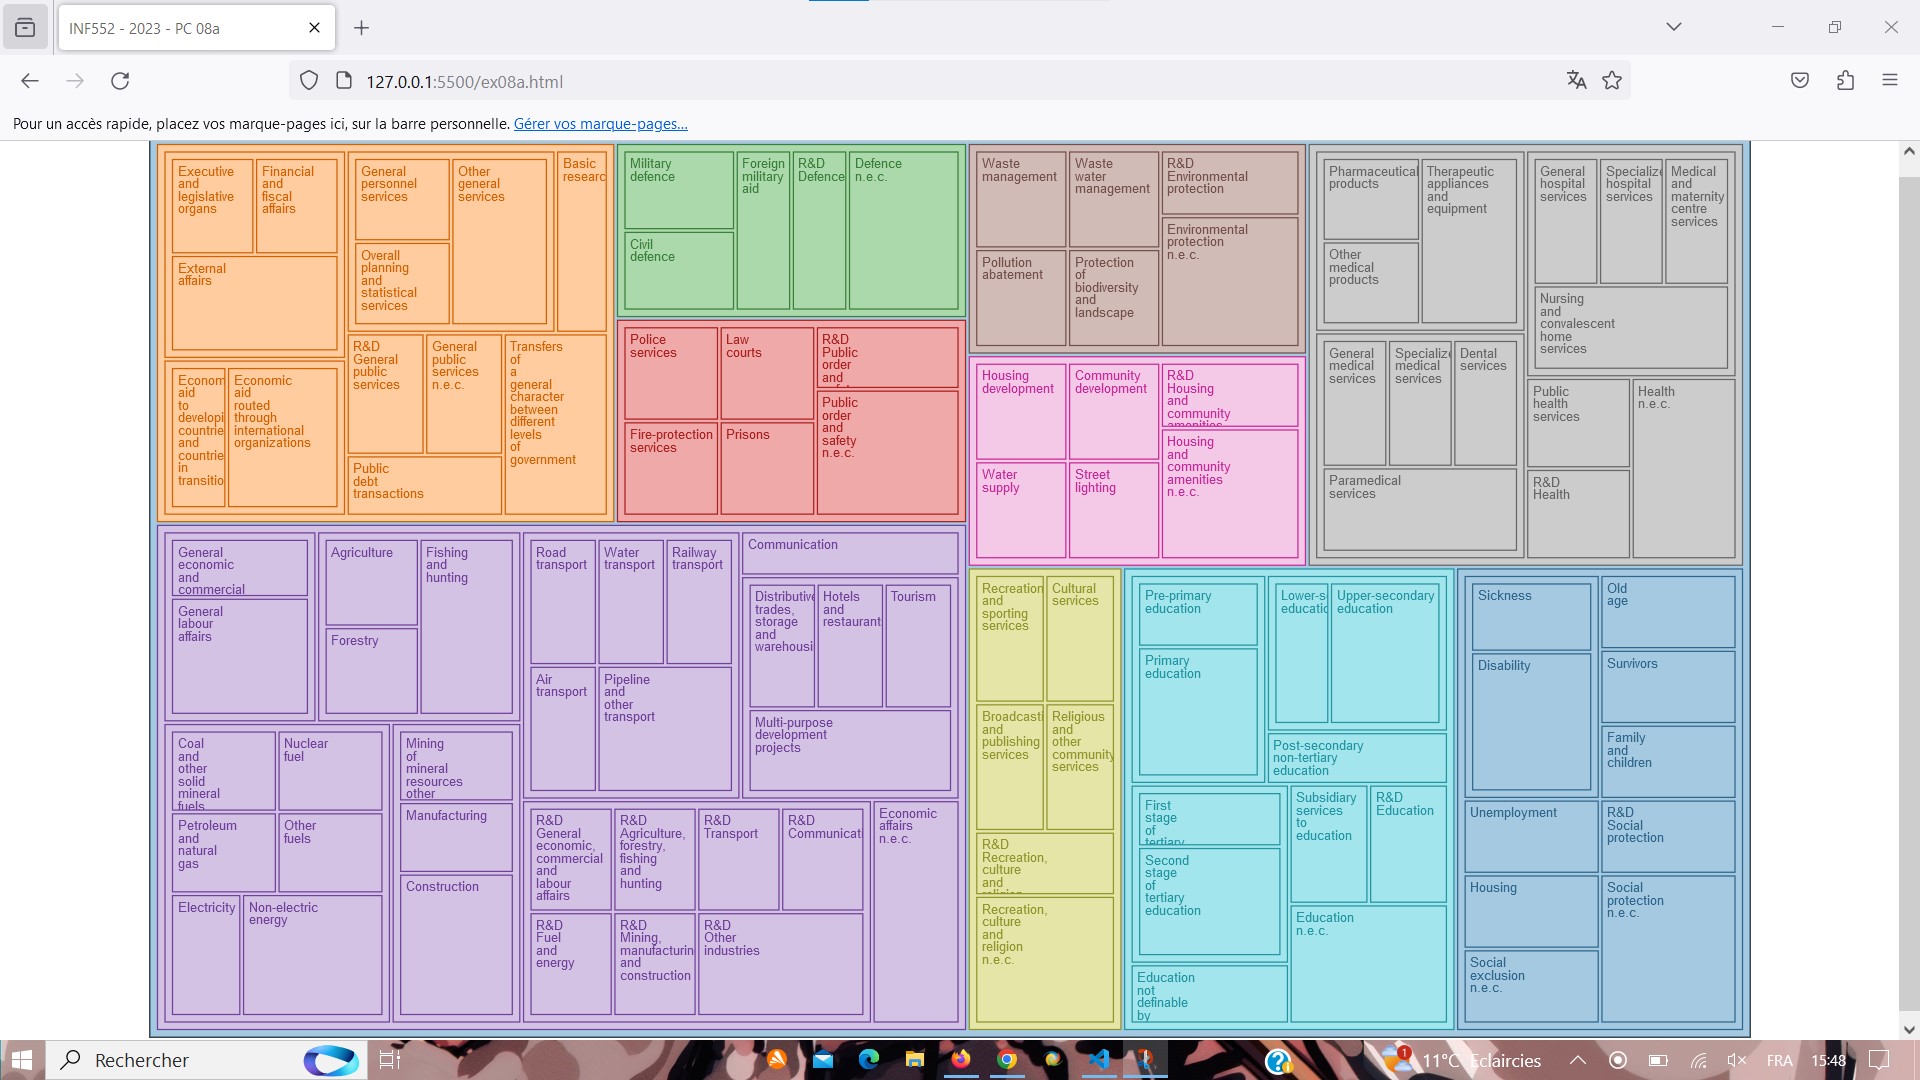 INF552 - 2023 - PC 08a
127.0.0.1:5500/ex08a.html
Pour un accès rapide, placez vos marque-pages ici, sur la barre personnelle. Gérer vos marque-pages...
Executive
and
legislative
organs
Financial
and
fiscal
affairs
External
affairs
General
personnel
services
Other
general
services
Overall
planning
and
statistical
services
Basic
researc
Econom
aid
to
developi
countrie
and
countrie
in
transitio
Economic
aid
routed
through
international
organizations
R&D
General
public
services
General
public
services
n.e.c.
Public
debt
transactions
Transfers
of
a
general
character
between
different
levels
of
government
Military
defence
Civil
defence
Foreign
military
aid
R&D
Defence
Defence
n.e.c.
Police
services
Law
courts
Fire-protection
services
Prisons
R&D
Public
order
and
Public
order
and
safety
n.e.c.
Waste
management
Waste
water
management
Pollution
abatement
Protection
of
biodiversity
and
landscape
R&D
Environmental
protection
Environmental
protection
n.e.c.
Housing
development
Community
development
Water
supply
Street
lighting
R&D
Housing
and
community
amenities
Housing
and
community
amenities
n.e.c.
Pharmaceutical
products
Other
medical
products
Therapeutic
appliances
and
equipment
General
hospital
services
Specialize
hospital
services
Medical
and
maternity
centre
services
Nursing
and
convalescent
home
services
General
medical
services
Specialize
medical
services
Dental
services
Paramedical
services
Public
health
services
R&D
Health
Health
n.e.c.
General
economic
and
commercial
General
labour
affairs
Agriculture
Forestry
Fishing
and
hunting
Coal
and
other
solid
mineral
fuels
Nuclear
fuel
Petroleum
and
natural
gas
Other
fuels
Electricity
Non-electric
energy
Mining
of
mineral
resources
other
Manufacturing
Construction
Road
transport
Water
transport
Railway
transport
Air
transport
Pipeline
and
other
transport
Communication
Distributive
trades,
storage
and
warehousi
Hotels
and
restaurant
Tourism
Multi-purpose
development
projects
R&D
General
economic,
commercial
and
labour
affairs
R&D
Agriculture,
forestry,
fishing
and
hunting
R&D
Transport
R&D
Communicat
R&D
Fuel
and
energy
R&D
Mining,
manufacturin
and
construction
R&D
Other
industries
Economic
affairs
n.e.c.
Recreation
and
sporting
services
Cultural
services
Broadcasti
and
publishing
services
Religious
and
other
community
services
R&D
Recreation,
culture
and
religion
Recreation,
culture
and
religion
n.e.c.
Pre-primary
education
Primary
education
Lower-s
educatio
Upper-secondary
education
Post-secondary
non-tertiary
education
First
stage
of
tertiary
Second
stage
of
tertiary
education
Education
not
definable
by
Subsidiary
services
to
education
R&D
Education
Education
n.e.c.
Sickness
Disability
Old
age
Survivors
Family
and
children
Unemployment
R&D
Social
protection
Housing
Social
exclusion
n.e.c.
Social
protection
n.e.c.
Rechercher
1
11°C Eclaircies
FRA
15:48